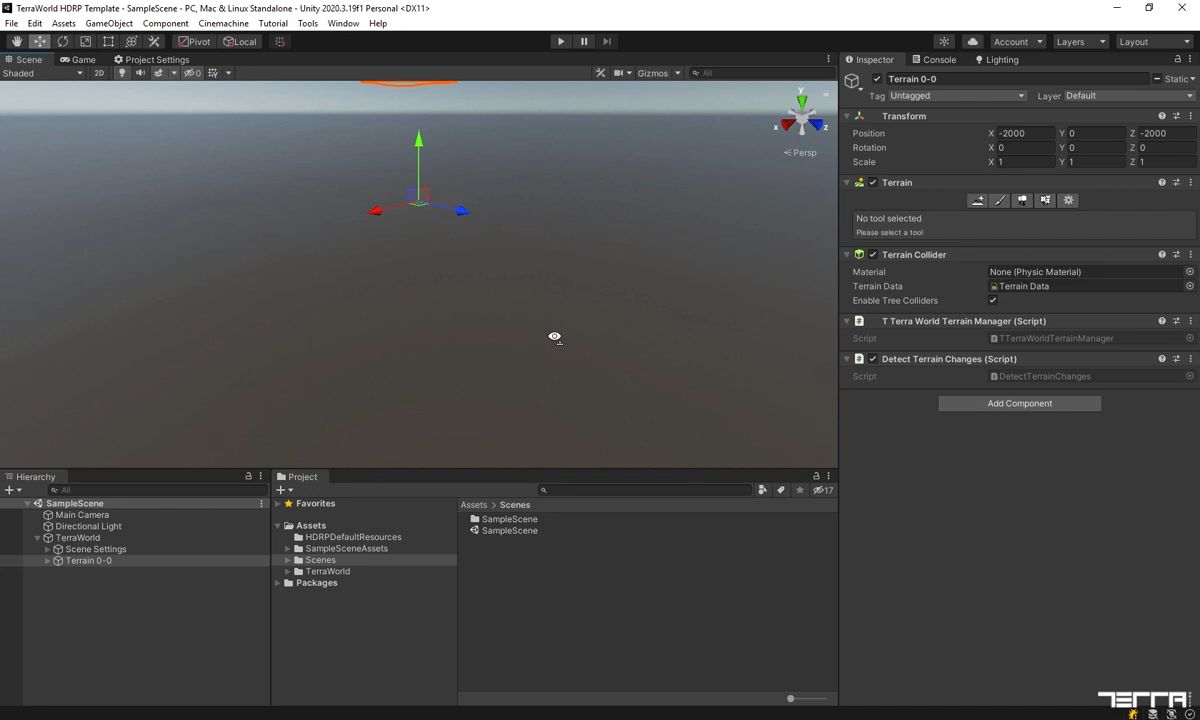 TerraWorld HDRP Template - SampleScene - PC, Mac & Linux Standalone - Unity 2020.3.19f1 Personal <DX11>
File Edit Assets GameObject Component Cinemachine Tutorial Tools Window Help
Pivot Local Account Layers Layout
Scene Game Project Settings
Shaded 2D 0 Gizmos All
y
x z
Persp
Inspector Console Lighting
Terrain 0-0 Static
Tag Untagged Layer Default
Transform
Position X -2000 Y 0 Z -2000
Rotation X 0 Y 0 Z 0
Scale X 1 Y 1 Z 1
Terrain
No tool selected
Please select a tool
Terrain Collider
Material None (Physic Material)
Terrain Data Terrain Data
Enable Tree Colliders
T Terra World Terrain Manager (Script)
Script TTerraWorldTerrainManager
Detect Terrain Changes (Script)
Script DetectTerrainChanges
Add Component
Hierarchy
All
SampleScene
Main Camera
Directional Light
TerraWorld
Scene Settings
Terrain 0-0
Project
17
Favorites
Assets
HDRPDefaultResources
SampleSceneAssets
Scenes
TerraWorld
Packages
Assets > Scenes
SampleScene
SampleScene
TERRA